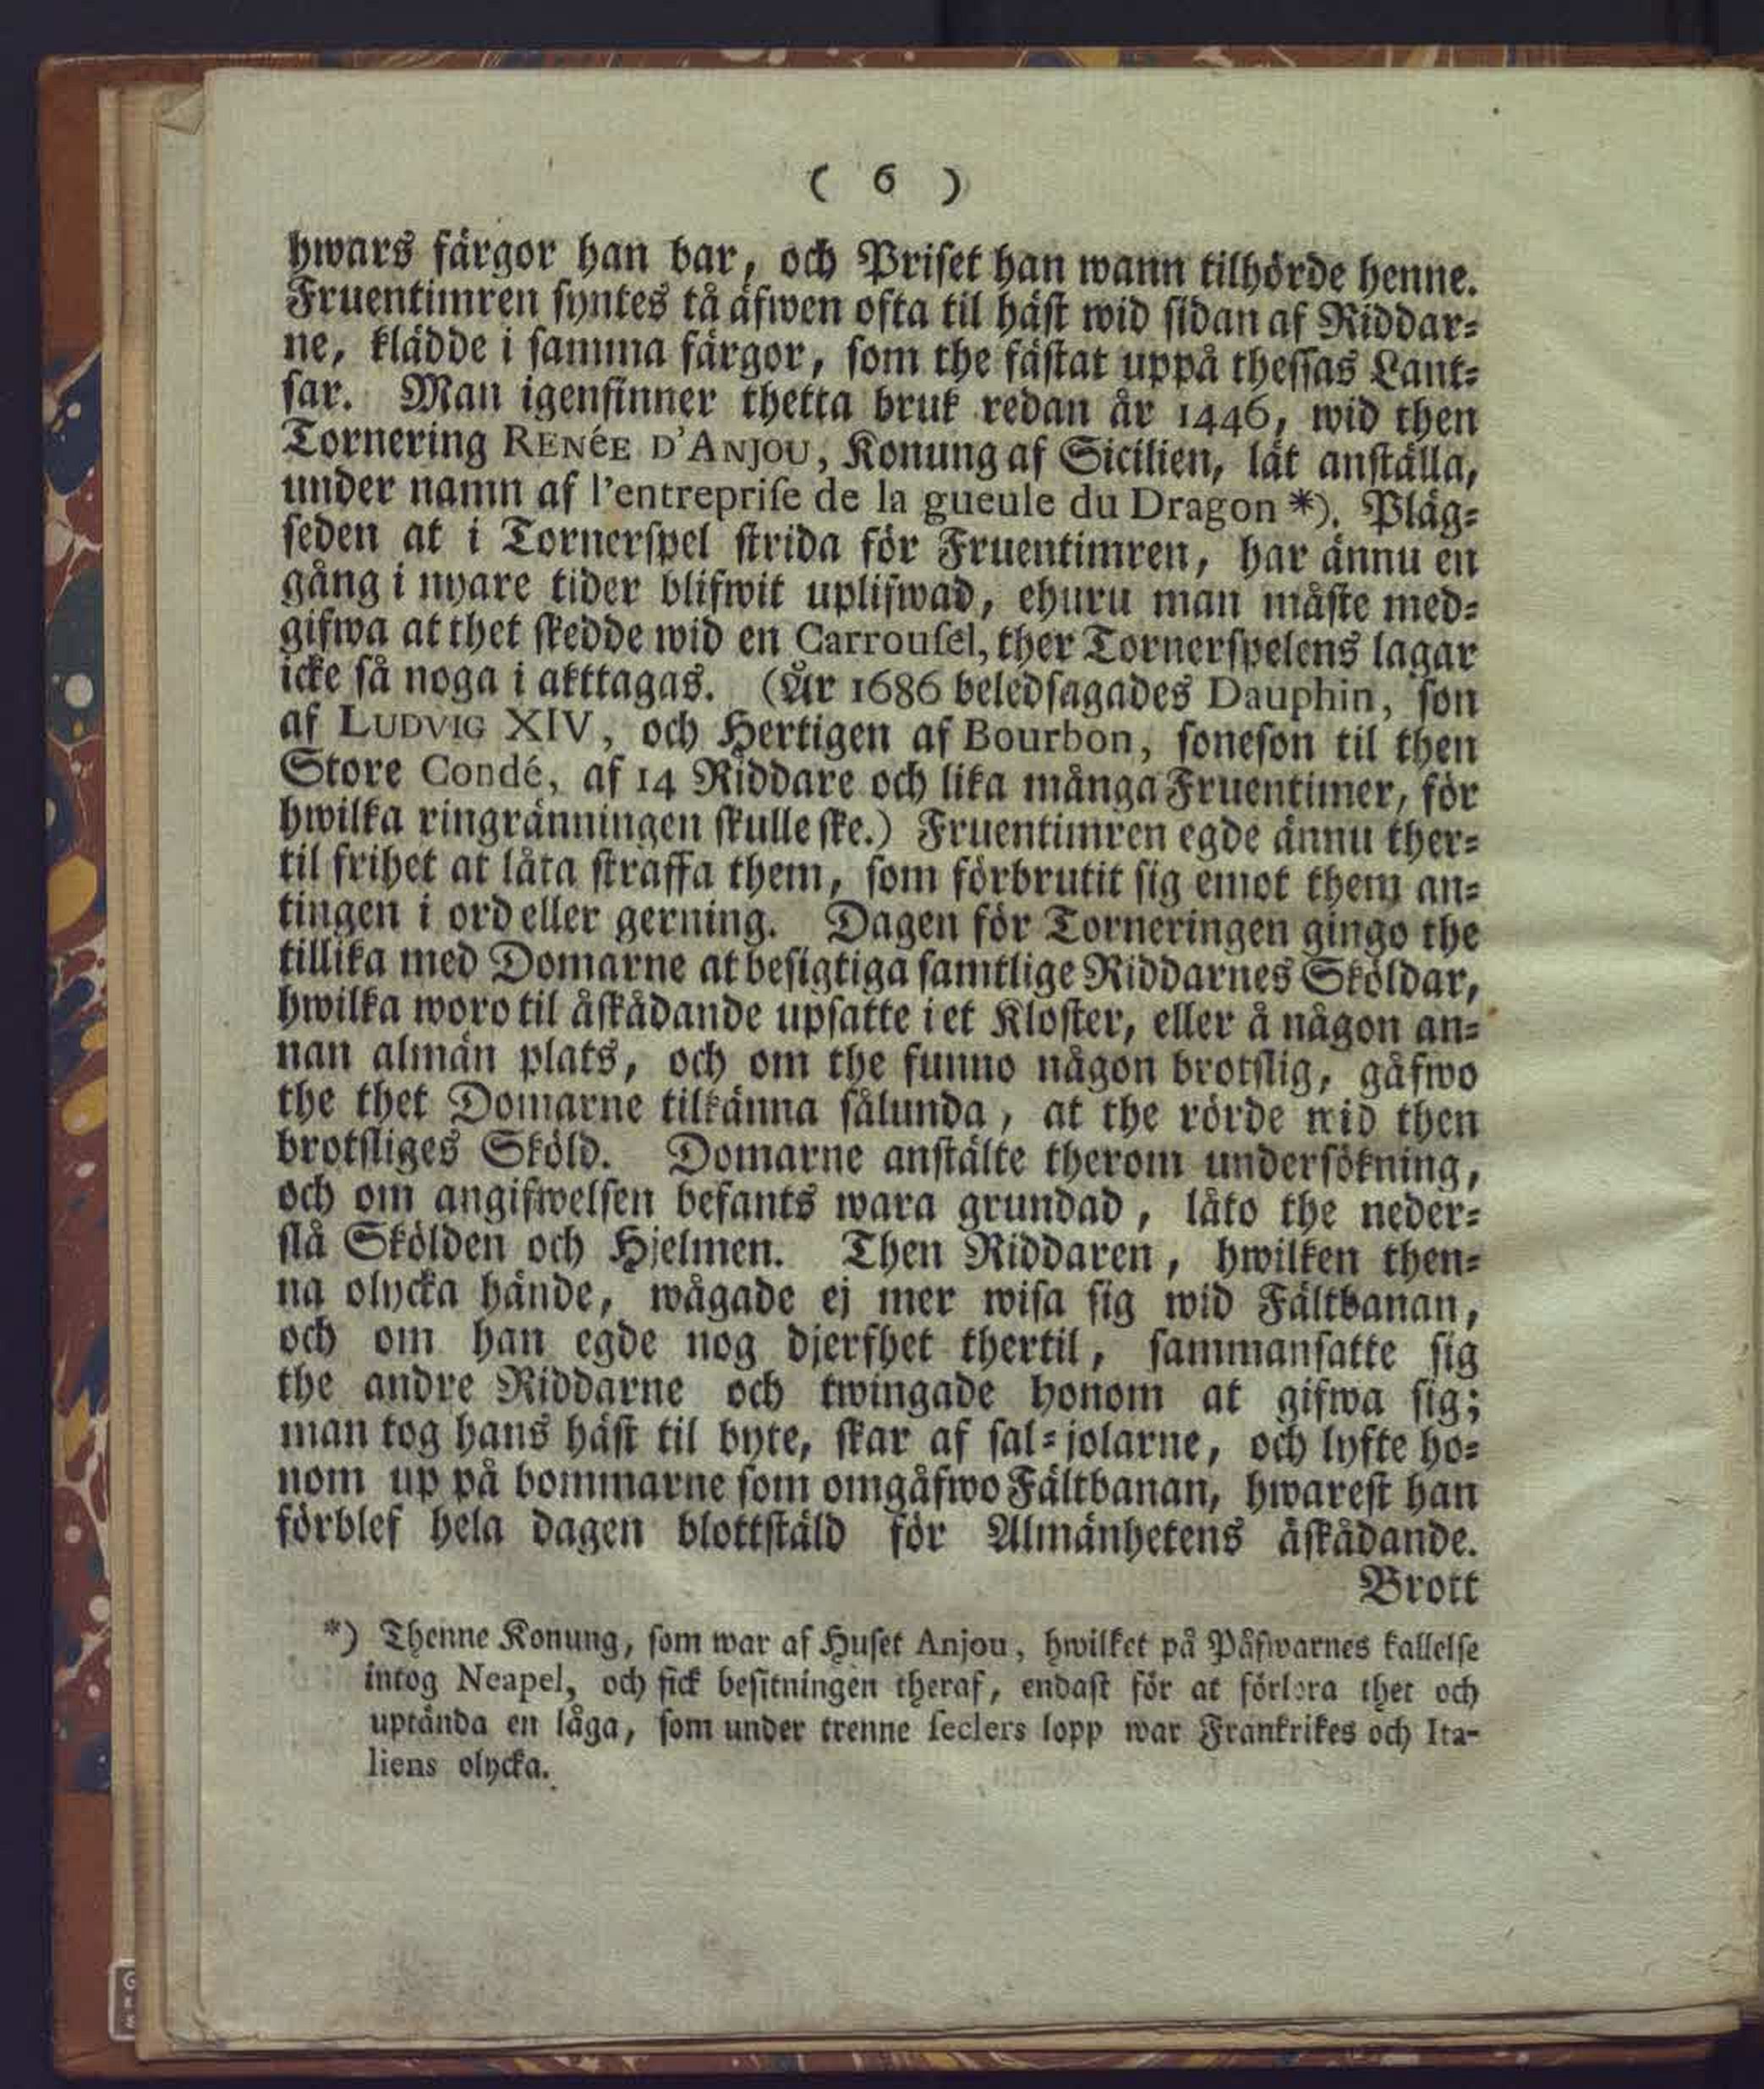 ( 6 )
hwars färgor han bar, och Priset han wann tilhörde henne.
Fruentimren syntes tå äfwen ofta til häst wid sidan af Riddar=
ne, klädde i samma färgor, som the fästat uppå thessas Lant=
sar. Man igenfinner thetta bruk redan år 1446, wid then
Tornering RENéE D'ANJOU, Konung af Sicilien, lät anställa,
under namn af l'entreprise de la gueule du Dragon *). Pläg=
seden at i Tornerspel strida för Fruentimren, har ännu en
gång i nyare tider blifwit uplifwad, ehuru man måste med=
gifwa at thet skedde wid en Carrousel, ther Tornerspelens lagar
icke så noga i akttagas. (År 1686 beledsagades Dauphin, son
af LUDVIG XIV, och Hertigen af Bourbon, soneson til then
Store Condé, af 14 Riddare och lika många Fruentimer, för
hwilka ringränningen skulle ske.) Fruentimren egde ännu ther=
til frihet at låta straffa them, som förbrutit sig emot them an=
tingen i ord eller gerning. Dagen för Torneringen gingo the
tillika med Domarne at besigtiga samtlige Riddarnes Sköldar,
hwilka woro til åskådande upsatte i et Kloster, eller å någon an=
nan almän plats, och om the funno någon brotslig, gåfwo
the thet Domarne tilkänna sålunda, at the rörde wid then
brotsliges Sköld. Domarne anstälte therom undersökning,
och om angifwelsen befants wara grundad, låto the neder=
slå Skölden och Hjelmen. Then Riddaren, hwilken then=
na olycka hände, wågade ej mer wisa sig wid Fältbanan,
och om han egde nog djerfhet thertil, sammansatte sig
the andre Riddarne och twingade honom at gifwa sig;
man tog hans häst til byte, skar af sal=jolarne, och lyfte ho=
nom up på bommarne som omgåfwo Fältbanan, hwarest han
förblef hela dagen blottstäld för Almänhetens åskådande.
Brott
*) Thenne Konung, som war af Huset Anjou, hwilket på Påfwarnes kallelse
intog Neapel, och fick besitningen theraf, endast för at förlora thet och
uptända en låga, som under trenne seclers lopp war Frankrikes och Ita-
liens olycka.